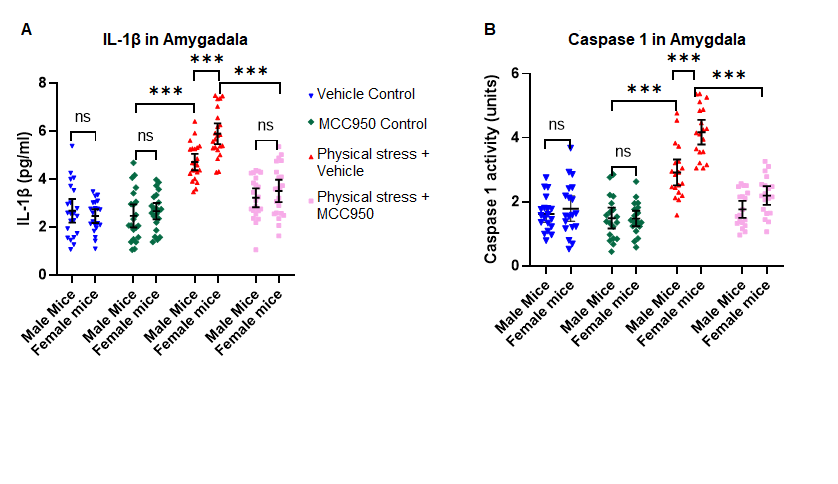 A
IL-1β in Amygadala
IL-1β (pg/ml)
8
6
4
2
0
ns
***
ns
***
***
ns
Male Mice
Female mice
Male Mice
Female mice
Male Mice
Female mice
Male Mice
Female mice
Vehicle Control
MCC950 Control
Physical stress +
Vehicle
Physical stress +
MCC950
B
Caspase 1 in Amygdala
Caspase 1 activity (units)
6
4
2
0
ns
***
ns
***
***
Male Mice
Female mice
Male Mice
Female mice
Male Mice
Female mice
Male Mice
Female mice